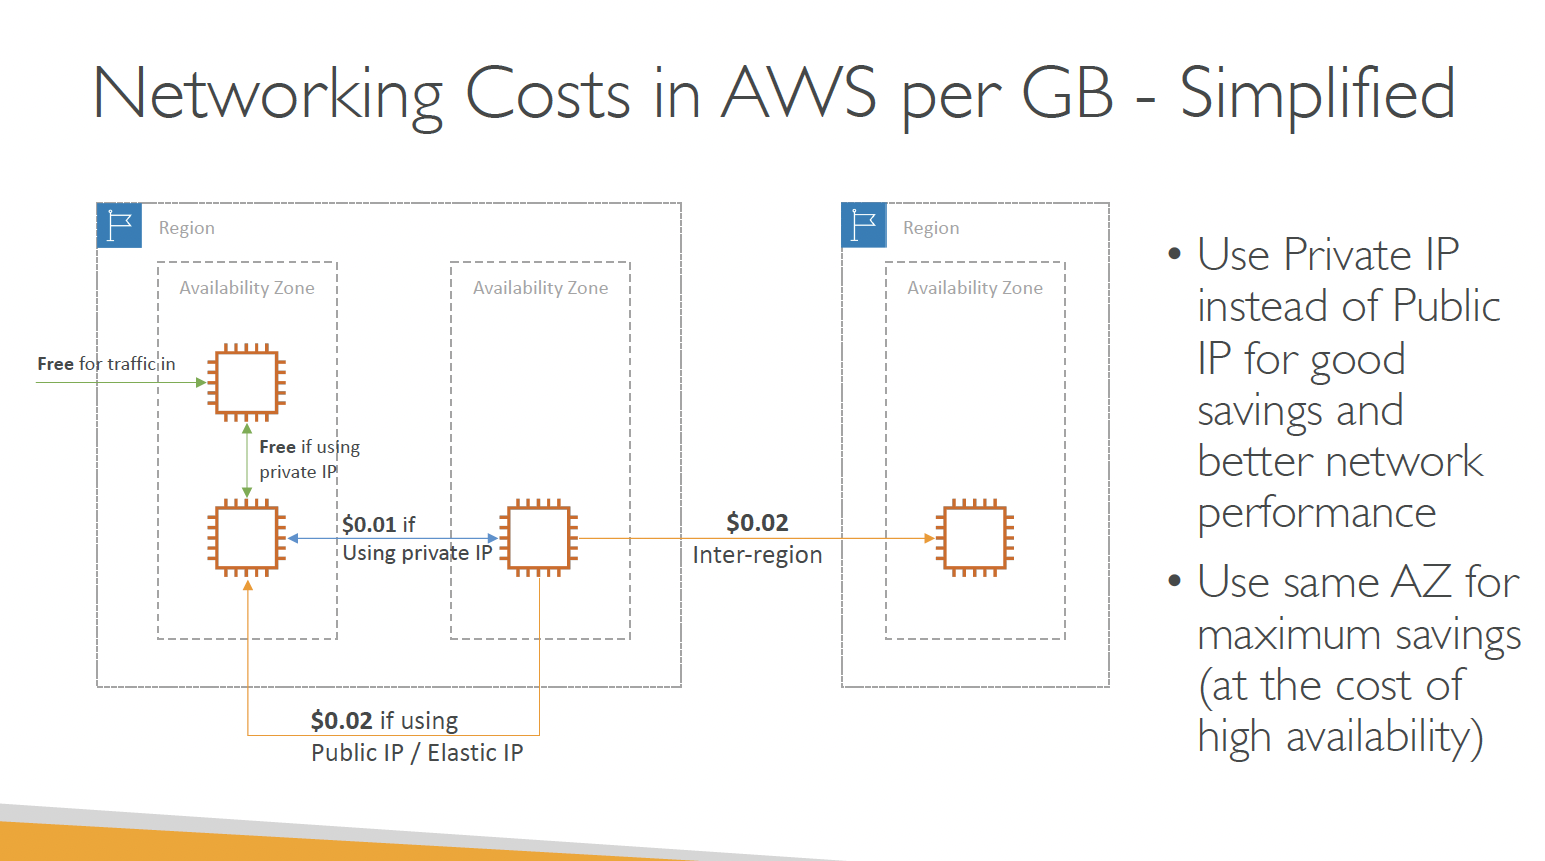 Networking Costs in AWS per GB - Simplified
Region
Availability Zone
Availability Zone
Free for traffic in
Free if using
private IP
$0.01 if
Using private IP
$0.02 if using
Public IP / Elastic IP
$0.02
Inter-region
Region
Availability Zone
• Use Private IP
instead of Public
IP for good
savings and
better network
performance
• Use same AZ for
maximum savings
(at the cost of
high availability)